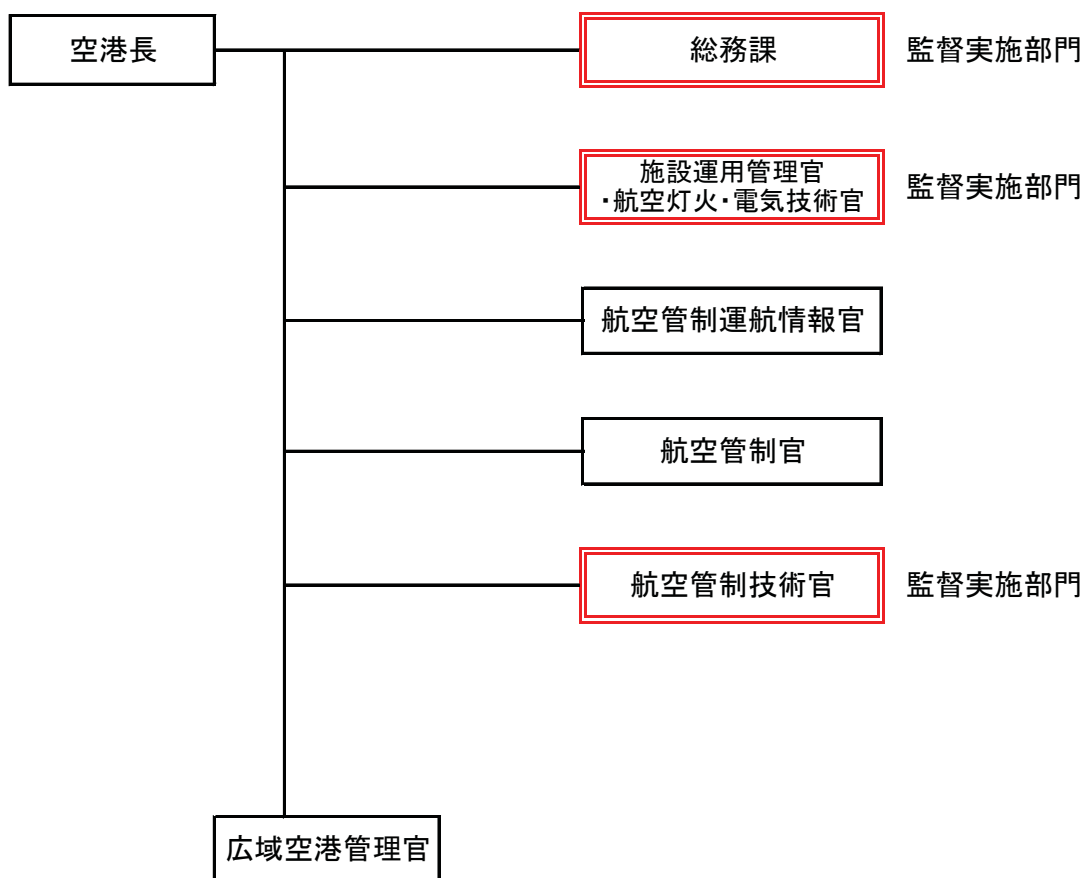 空港長
総務課
監督実施部門
施設運用管理官
・航空灯火・電気技術官
監督実施部門
航空管制運航情報官
航空管制官
航空管制技術官
監督実施部門
広域空港管理官